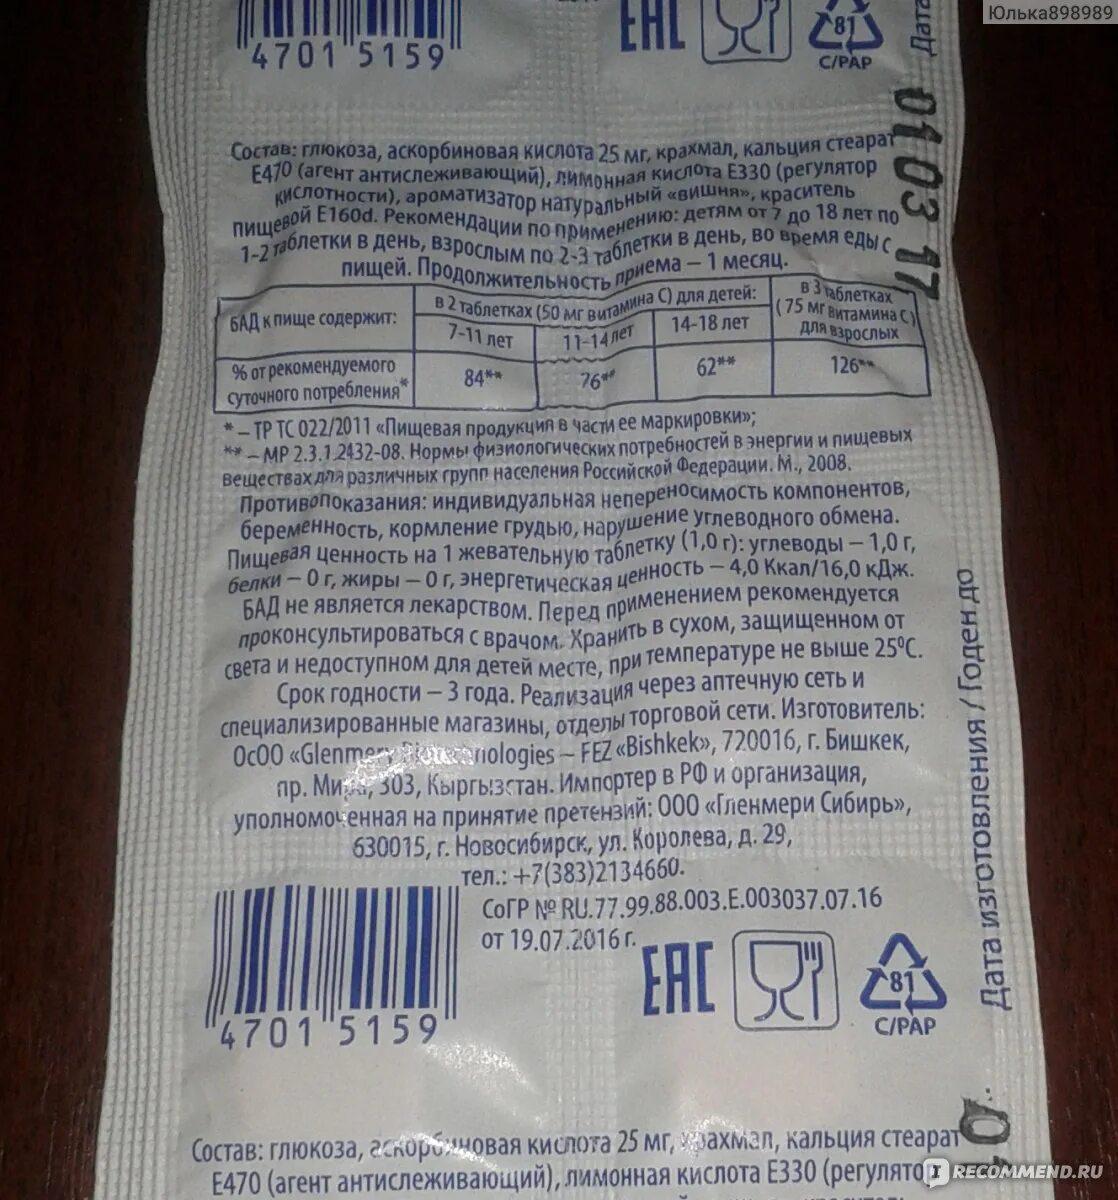 Юлька898989
4701 5159
ЕАС
81
C/PAP
Дата
01 03 17
Состав: глюкоза, аскорбиновая кислота 25 мг, крахмал, кальция стеарат
Е470 (агент антислеживающий), лимонная кислота Е330 (регулятор
кислотности), ароматизатор натуральный «вишня», краситель
пищевой Е160d. Рекомендации по применению: детям от 7 до 18 лет по
1-2 таблетки в день, взрослым по 2-3 таблетки в день, во время еды с
пищей. Продолжительность приема – 1 месяц.
БАД к пище содержит:
в 2 таблетках (50 мг витамина С) для детей:
в 3 таблетках
(75 мг витамина С)
для взрослых
7-11 лет
11-14 лет
14-18 лет
% от рекомендуемого
суточного потребления*
84**
76**
62**
126**
* – ТР ТС 022/2011 «Пищевая продукция в части ее маркировки»;
** – МР 2.3.1.2432-08. Нормы физиологических потребностей в энергии и пищевых
веществах для различных групп населения Российской Федерации. М., 2008.
Противопоказания: индивидуальная непереносимость компонентов,
беременность, кормление грудью, нарушение углеводного обмена.
Пищевая ценность на 1 жевательную таблетку (1,0 г): углеводы – 1,0 г,
белки – 0 г, жиры – 0 г, энергетическая ценность – 4,0 Ккал/16,0 кДж.
БАД не является лекарством. Перед применением рекомендуется
проконсультироваться с врачом. Хранить в сухом, защищенном от
света и недоступном для детей месте, при температуре не выше 25⁰С.
Срок годности – 3 года. Реализация через аптечную сеть и
специализированные магазины, отделы торговой сети. Изготовитель:
ОсОО «Glenmery Biotechnologies – FEZ «Bishkek», 720016, г. Бишкек,
пр. Мира, 303, Кыргызстан. Импортер в РФ и организация,
уполномоченная на принятие претензий: ООО «Гленмери Сибирь»,
630015, г. Новосибирск, ул. Королева, д. 29,
тел.: +7(383)2134660.
СоГР № RU.77.99.88.003.Е.003037.07.16
от 19.07.2016 г.
4701 5159
ЕАС
81
C/PAP
Дата изготовления / Годен до
Состав: глюкоза, аскорбиновая кислота 25 мг, крахмал, кальция стеарат
Е470 (агент антислеживающий), лимонная кислота Е330 (регулятор
IRECOMMEND.RU